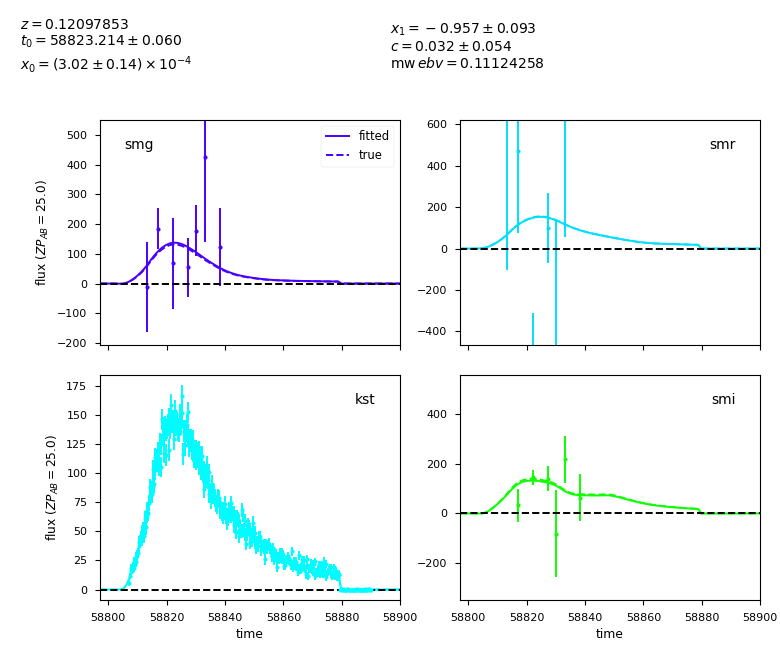 z = 0.12097853
t₀ = 58823.214 ± 0.060
x₀ = (3.02 ± 0.14) × 10⁻⁴
x₁ = −0.957 ± 0.093
c = 0.032 ± 0.054
mw ebv = 0.11124258
500
400
300
200
100
0
−100
−200
flux (ZP_AB = 25.0)
smg
fitted
true
600
400
200
0
−200
−400
smr
175
150
125
100
75
50
25
0
flux (ZP_AB = 25.0)
kst
58800 58820 58840 58860 58880 58900
time
400
200
0
−200
smi
58800 58820 58840 58860 58880 58900
time